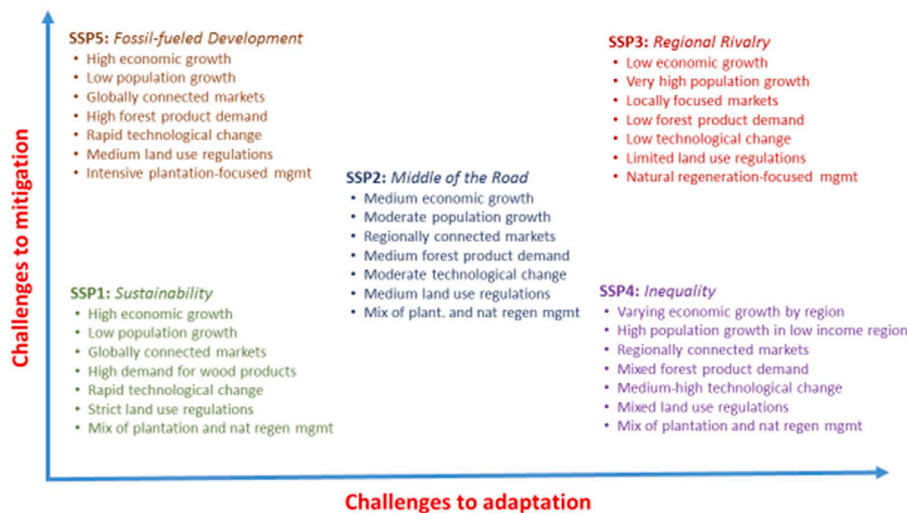 Challenges to mitigation
SSP5: Fossil-fueled Development
• High economic growth
• Low population growth
• Globally connected markets
• High forest product demand
• Rapid technological change
• Medium land use regulations
• Intensive plantation-focused mgmt
SSP3: Regional Rivalry
• Low economic growth
• Very high population growth
• Locally focused markets
• Low forest product demand
• Low technological change
• Limited land use regulations
• Natural regeneration-focused mgmt
SSP2: Middle of the Road
• Medium economic growth
• Moderate population growth
• Regionally connected markets
• Medium forest product demand
• Moderate technological change
• Medium land use regulations
• Mix of plant. and nat regen mgmt
SSP1: Sustainability
• High economic growth
• Low population growth
• Globally connected markets
• High demand for wood products
• Rapid technological change
• Strict land use regulations
• Mix of plantation and nat regen mgmt
SSP4: Inequality
• Varying economic growth by region
• High population growth in low income region
• Regionally connected markets
• Mixed forest product demand
• Medium-high technological change
• Mixed land use regulations
• Mix of plantation and nat regen mgmt
Challenges to adaptation